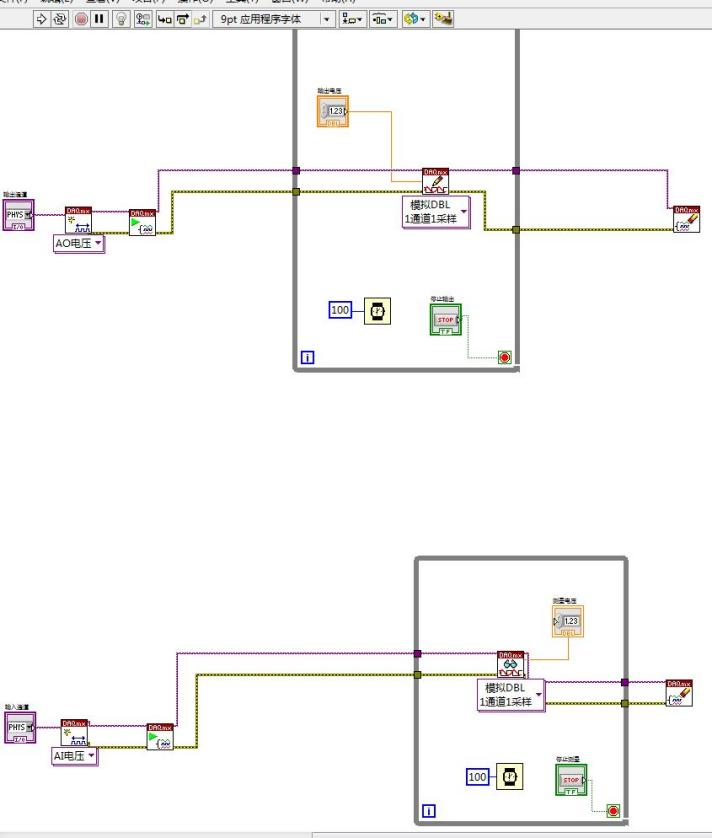 9pt 应用程序字体
输出电压
1.23
DBL
DAQmx
输出通道
PHYS
I/O
DAQmx
DAQmx
DAQmx
模拟DBL
1通道1采样
AO电压
100
停止输出
STOP
TF
i
测量电压
1.23
DBL
DAQmx
DAQmx
模拟DBL
1通道1采样
输入通道
PHYS
I/O
DAQmx
DAQmx
AI电压
100
停止测量
STOP
TF
i